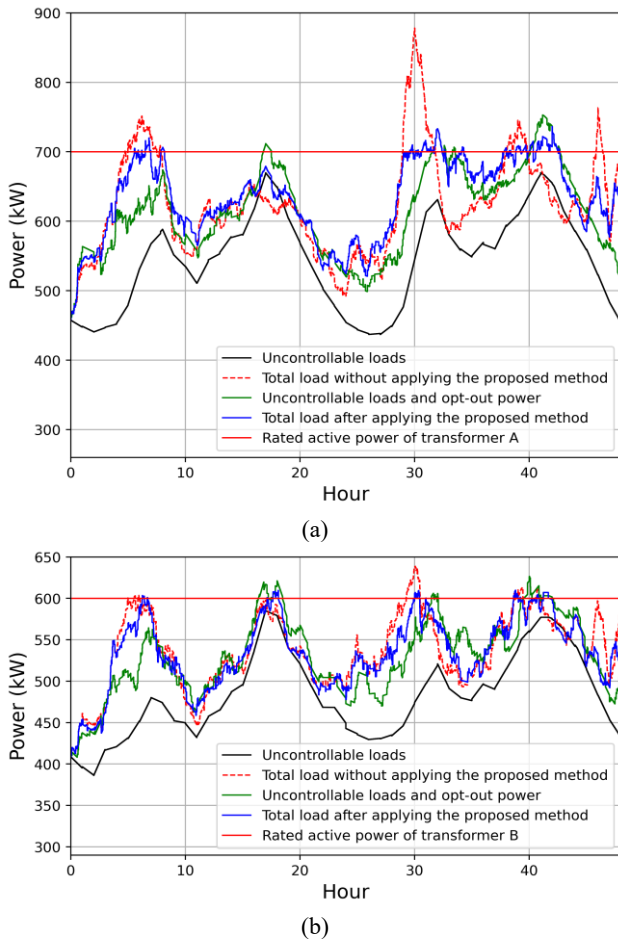 900
800
700
600
500
400
300
Power (kW)
Uncontrollable loads
Total load without applying the proposed method
Uncontrollable loads and opt-out power
Total load after applying the proposed method
Rated active power of transformer A
0 10 20 30 40
Hour
(a)
650
600
550
500
450
400
350
300
Power (kW)
Uncontrollable loads
Total load without applying the proposed method
Uncontrollable loads and opt-out power
Total load after applying the proposed method
Rated active power of transformer B
0 10 20 30 40
Hour
(b)